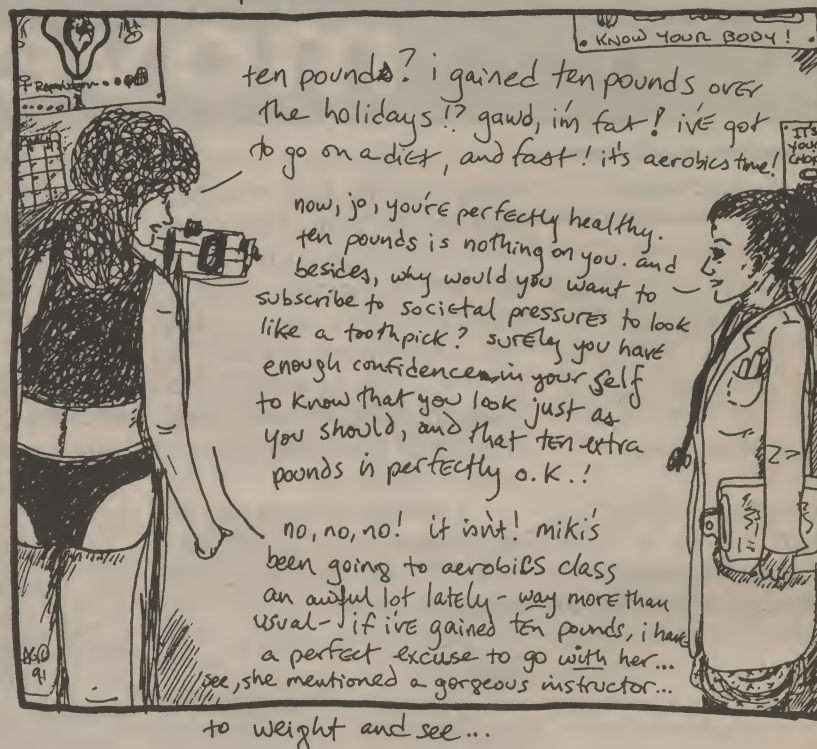 Reproduction
KNOW YOUR BODY!
ten pounds? i gained ten pounds over
the holidays!? gawd, i'm fat! i've got
to go on a diet, and fast! it's aerobics time!
IT'S
YOUR
now, jo, you're perfectly healthy.
ten pounds is nothing on you. and
besides, why would you want to
subscribe to societal pressures to look
like a toothpick? surely you have
enough confidence in your self
to know that you look just as
you should, and that ten extra
pounds is perfectly o.k.!
no, no, no! it isn't! miki's
been going to aerobics class
an awful lot lately - way more than
usual - if i've gained ten pounds, i have
a perfect excuse to go with her...
see, she mentioned a gorgeous instructor...
91
to weight and see...